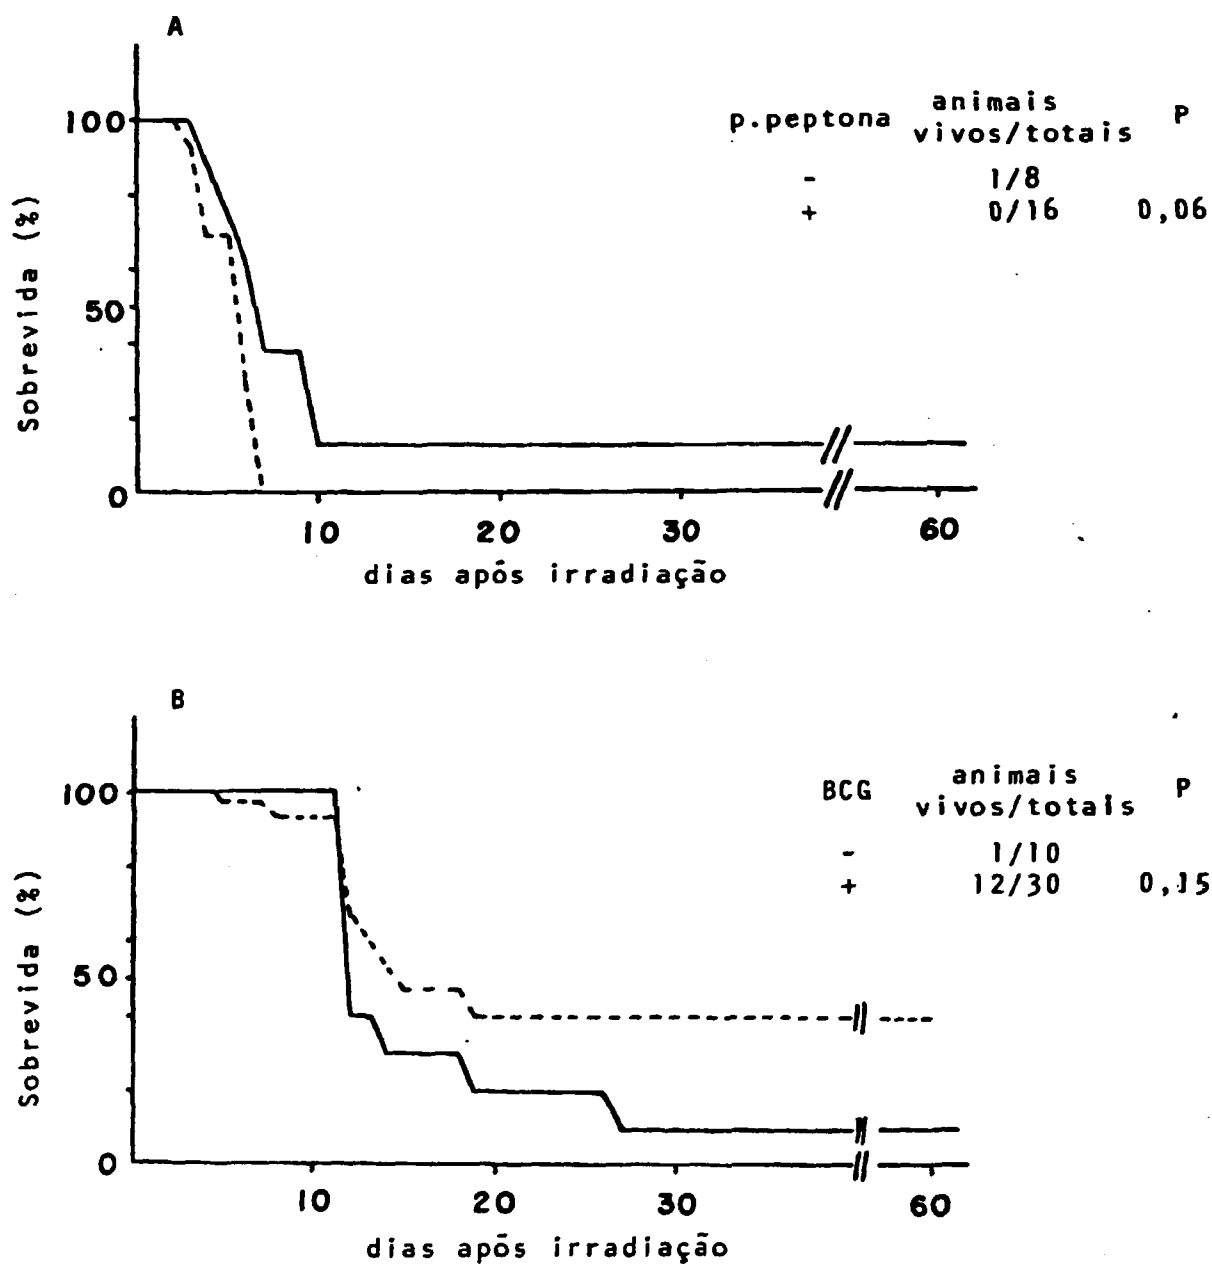 A
p.peptona animais vivos/totais P
- 1/8
+ 0/16 0,06
Sobrevida (%)
100
50
0
10 20 30 60
dias após irradiação
B
BCG animais vivos/totais P
- 1/10
+ 12/30 0,15
Sobrevida (%)
100
50
0
10 20 30 60
dias após irradiação